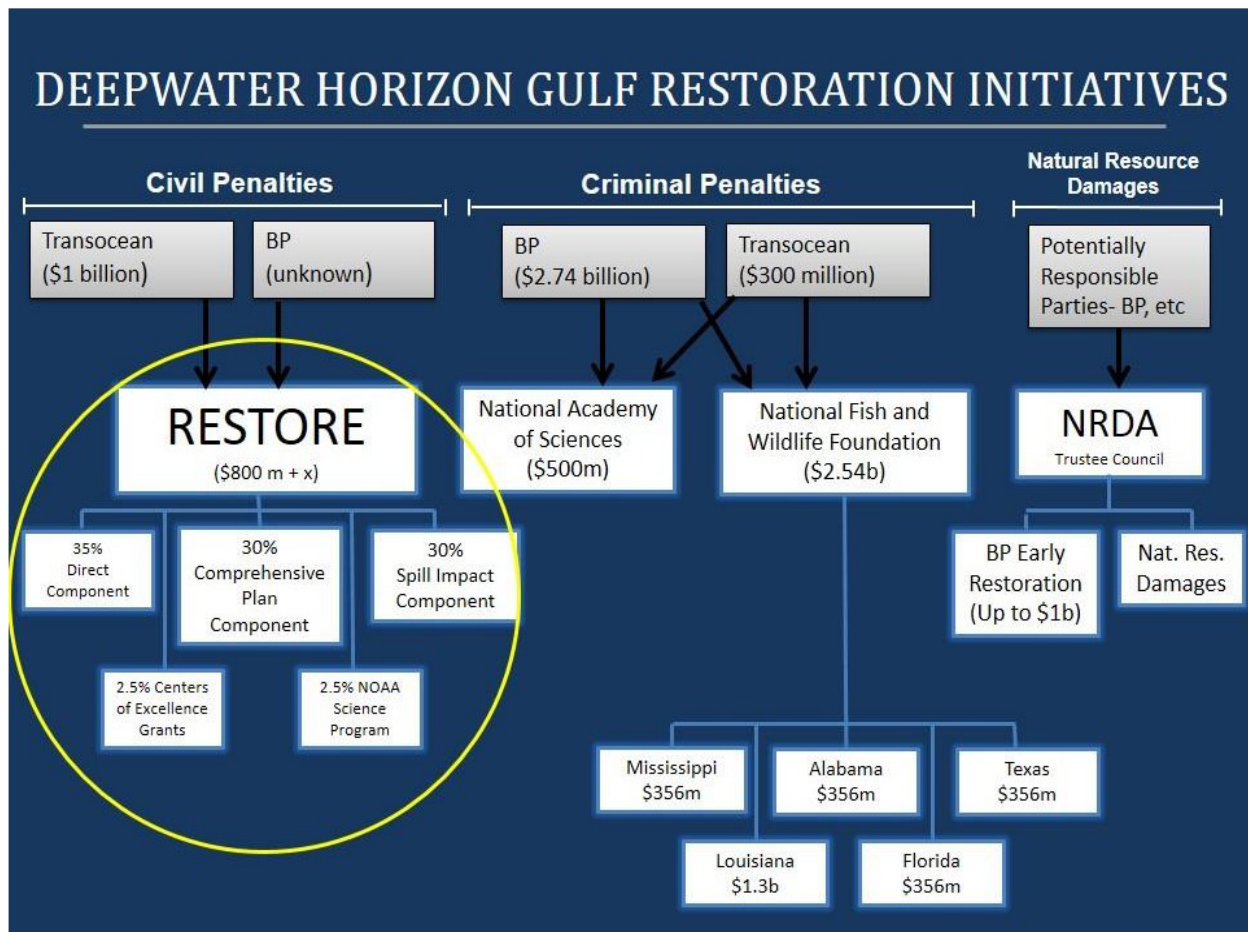 DEEPWATER HORIZON GULF RESTORATION INITIATIVES
Civil Penalties
Transocean
($1 billion)
BP
(unknown)
RESTORE
($800 m + x)
35%
Direct
Component
30%
Comprehensive
Plan
Component
30%
Spill Impact
Component
2.5% Centers
of Excellence
Grants
2.5% NOAA
Science
Program
Criminal Penalties
BP
($2.74 billion)
Transocean
($300 million)
National Academy
of Sciences
($500m)
National Fish and
Wildlife Foundation
($2.54b)
Mississippi
$356m
Alabama
$356m
Texas
$356m
Louisiana
$1.3b
Florida
$356m
Natural Resource
Damages
Potentially
Responsible
Parties- BP, etc
NRDA
Trustee Council
BP Early
Restoration
(Up to $1b)
Nat. Res.
Damages